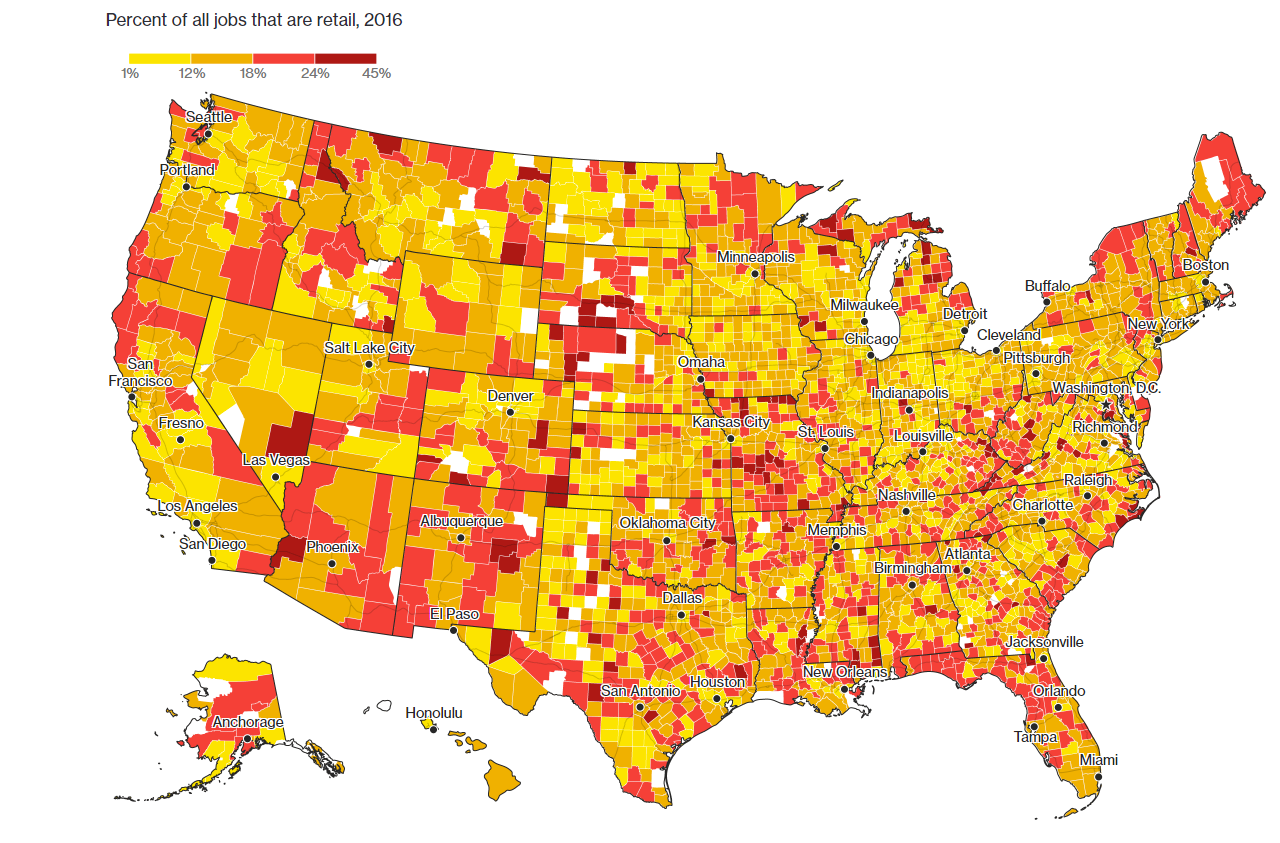 Percent of all jobs that are retail, 2016
1% 12% 18% 24% 45%
Seattle
Portland
Minneapolis
Boston
Buffalo
Milwaukee
Detroit
New York
Cleveland
Chicago
Salt Lake City
Pittsburgh
San
Francisco
Omaha
Washington, D.C.
Denver
Indianapolis
Fresno
Kansas City
St. Louis
Louisville
Richmond
Las Vegas
Raleigh
Nashville
Los Angeles
Charlotte
Albuquerque
Oklahoma City
Memphis
San Diego
Phoenix
Atlanta
Birmingham
Dallas
El Paso
Jacksonville
New Orleans
Houston
San Antonio
Orlando
Honolulu
Anchorage
Tampa
Miami